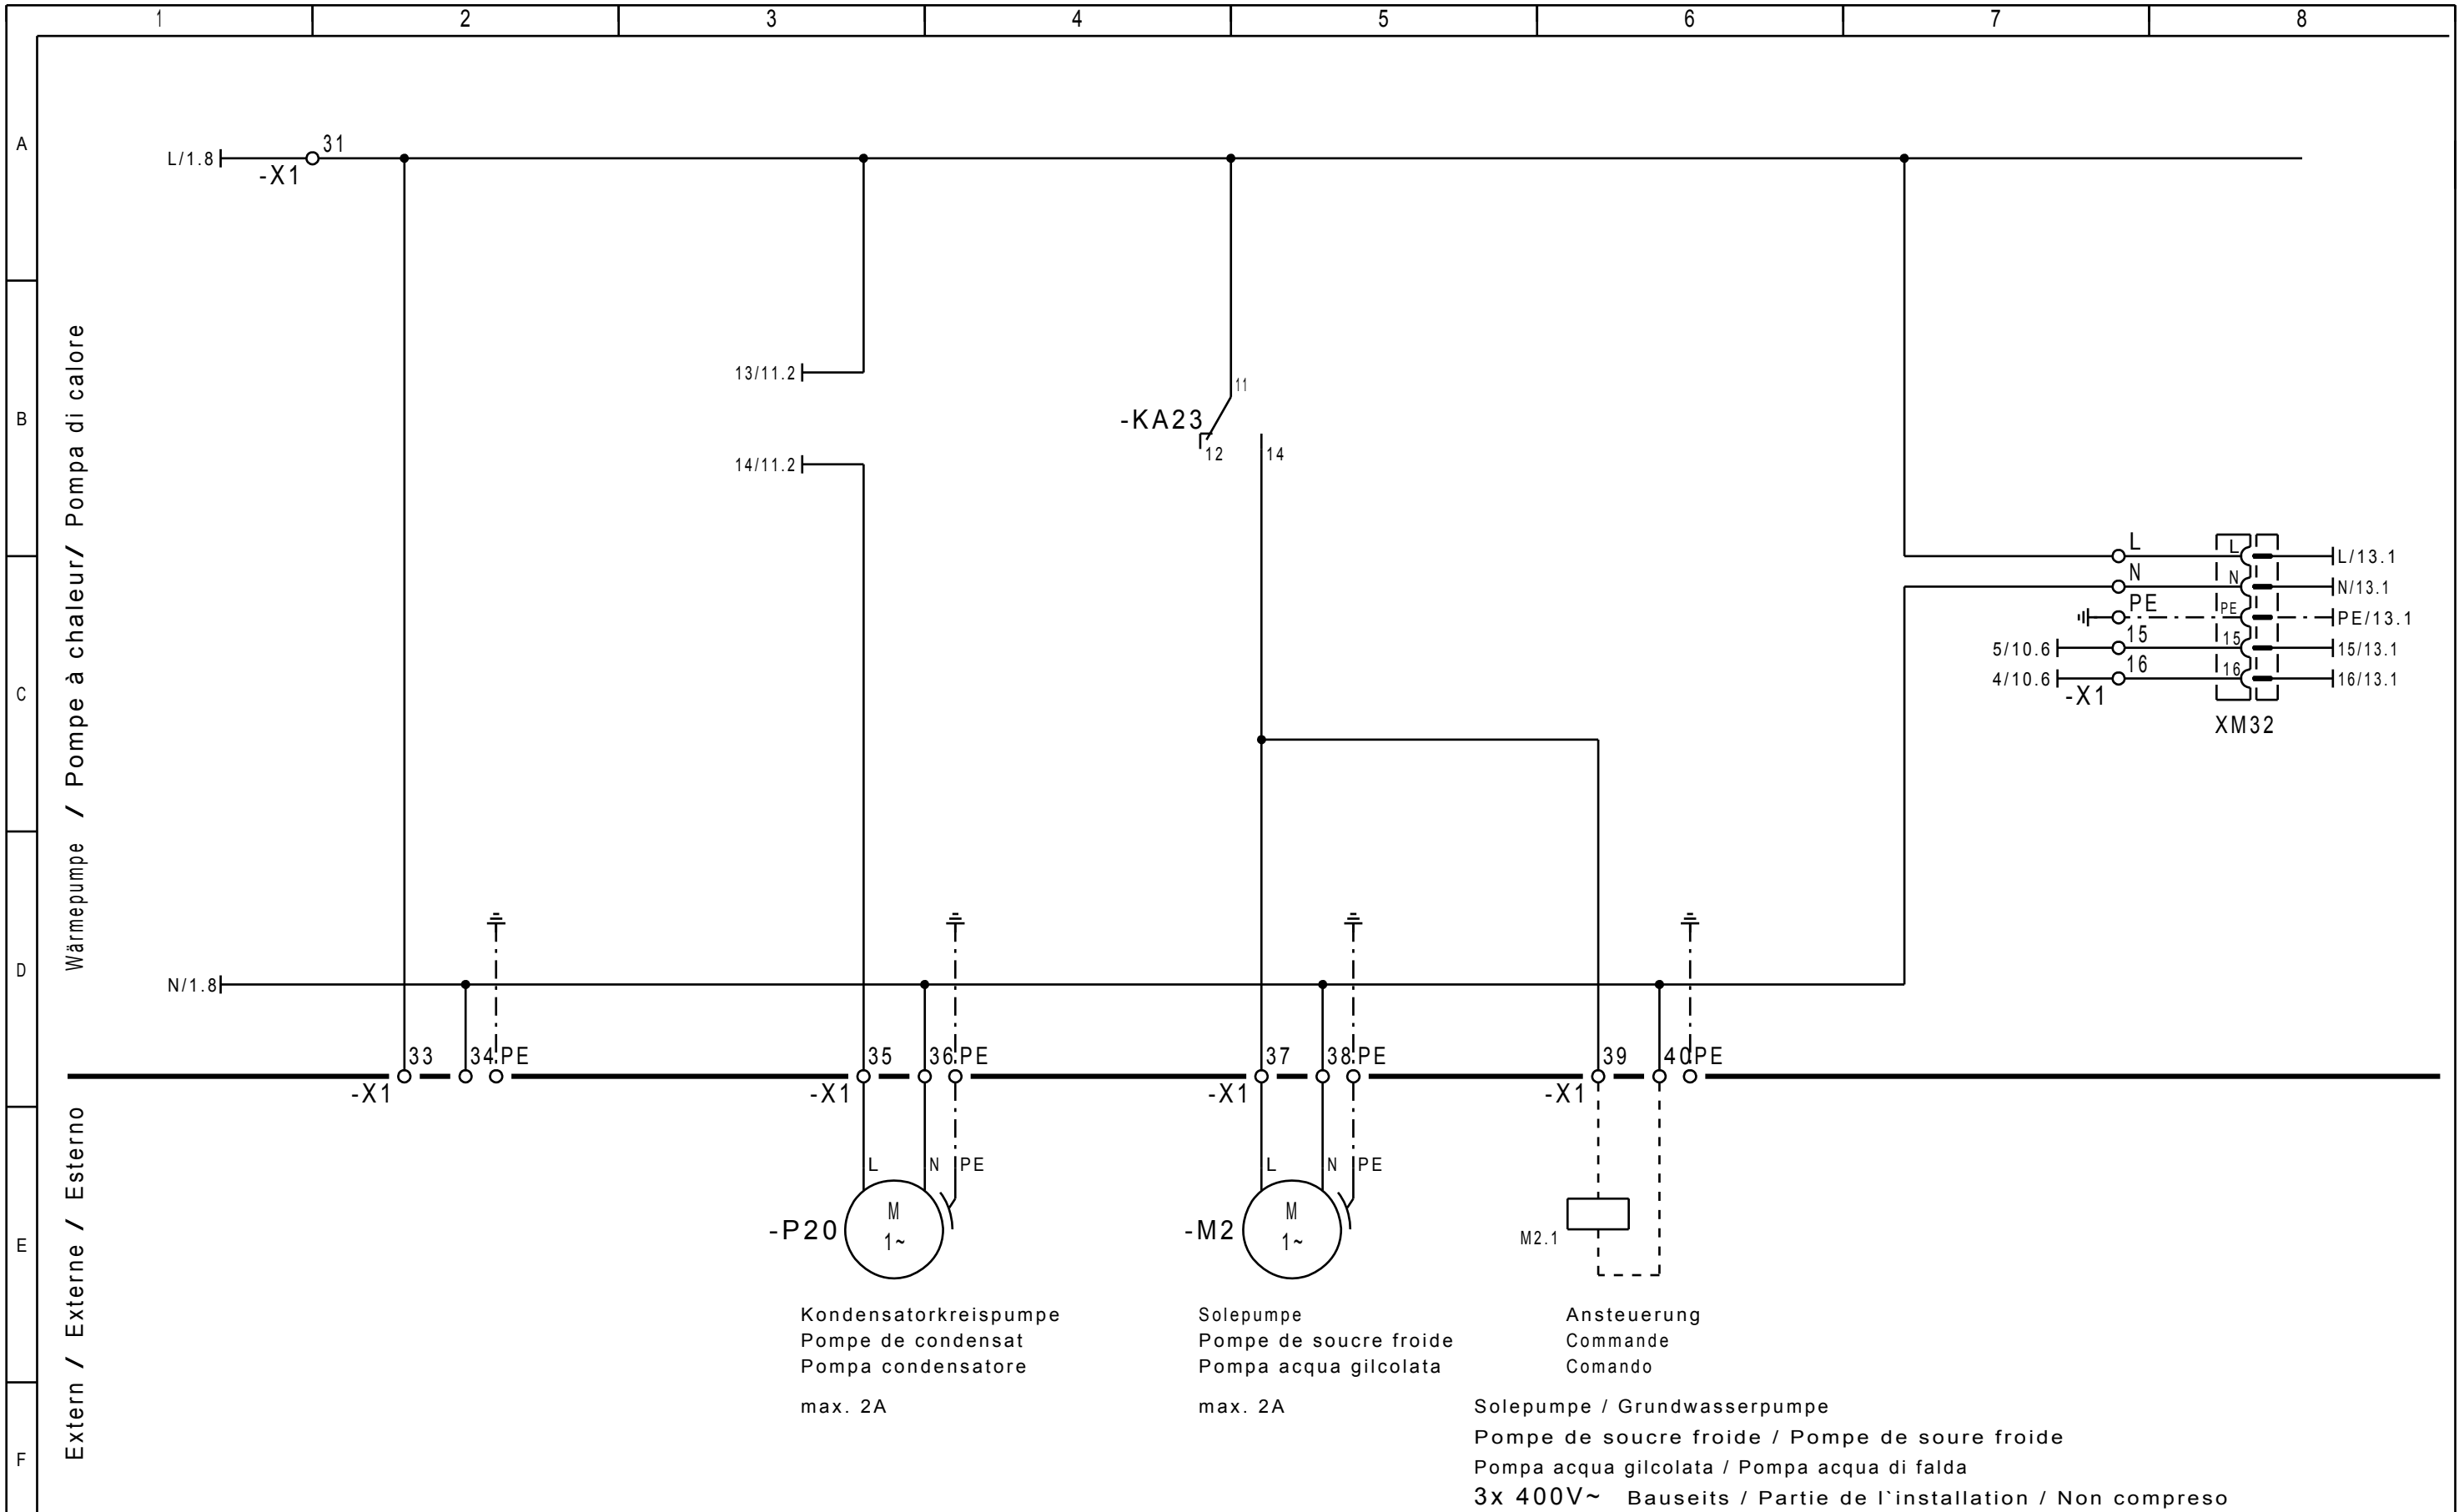 1 2 3 4 5 6 7 8
A
B
C
D
E
F
Wärmepumpe / Pompe à chaleur/ Pompa di calore
Extern / Externe / Esterno
L/1.8
-X1
31
13/11.2
14/11.2
-KA23
11
12
14
L
N
PE
15
16
5/10.6
4/10.6
-X1
L
N
PE
15
16
L/13.1
N/13.1
PE/13.1
15/13.1
16/13.1
XM32
N/1.8
33 34 PE
-X1
35 36 PE
-X1
37 38 PE
-X1
39 40 PE
-X1
L N PE
-P20
M
1~
L N PE
-M2
M
1~
M2.1
Kondensatorkreispumpe
Pompe de condensat
Pompa condensatore
max. 2A
Solepumpe
Pompe de soucre froide
Pompa acqua gilcolata
max. 2A
Ansteuerung
Commande
Comando
Solepumpe / Grundwasserpumpe
Pompe de soucre froide / Pompe de soure froide
Pompa acqua gilcolata / Pompa acqua di falda
3x 400V~ Bauseits / Partie de l`installation / Non compreso